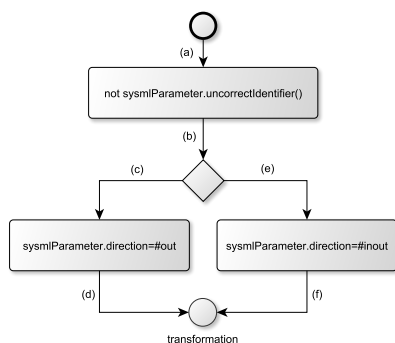 (a)
not sysmlParameter.uncorrectIdentifier()
(b)
(c)
(e)
sysmlParameter.direction=#out
sysmlParameter.direction=#inout
(d)
(f)
transformation